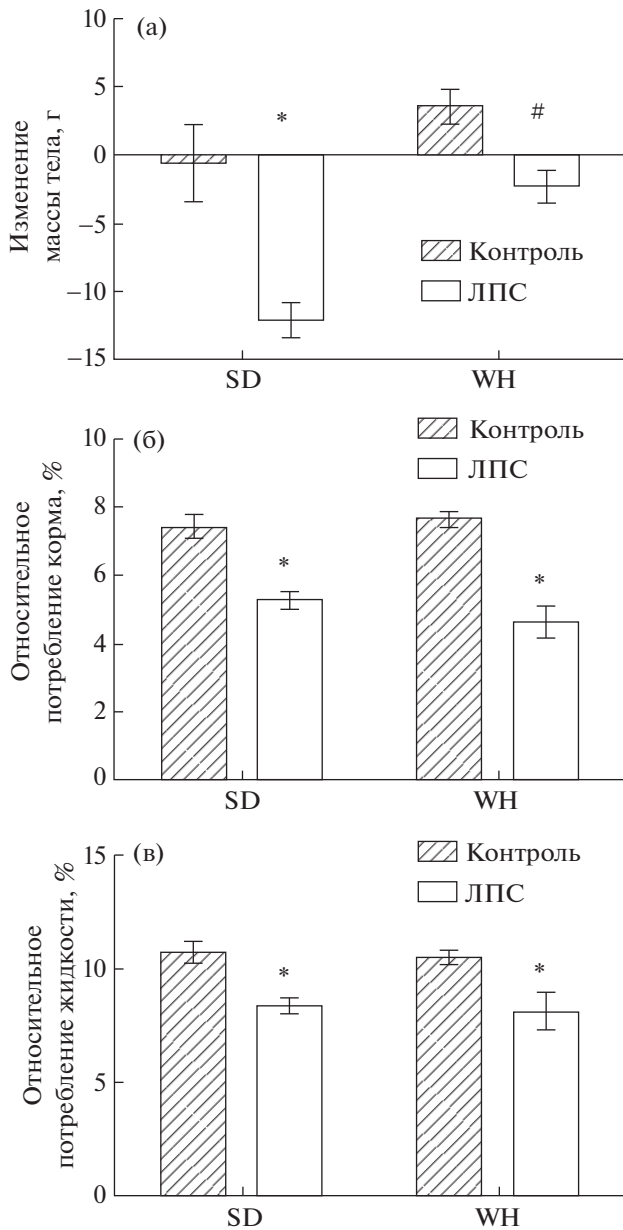 (а)
Изменение
массы тела, г
10
5
0
−5
−10
−15
*
#
Контроль
ЛПС
SD WH
(б)
Относительное
потребление корма, %
10
8
6
4
2
0
Контроль
ЛПС
*
*
SD WH
(в)
Относительное
потребление жидкости, %
15
10
5
0
Контроль
ЛПС
*
*
SD WH